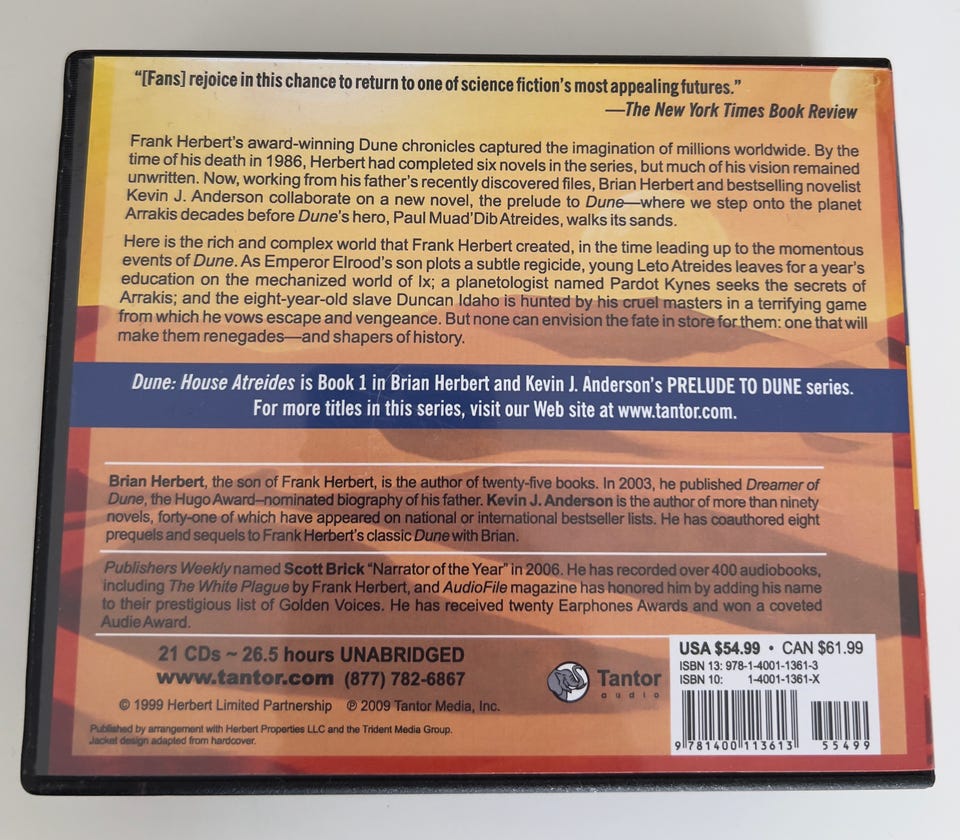 “[Fans] rejoice in this chance to return to one of science fiction’s most appealing futures.”
—The New York Times Book Review
Frank Herbert’s award-winning Dune chronicles captured the imagination of millions worldwide. By the
time of his death in 1986, Herbert had completed six novels in the series, but much of his vision remained
unwritten. Now, working from his father’s recently discovered files, Brian Herbert and bestselling novelist
Kevin J. Anderson collaborate on a new novel, the prelude to Dune—where we step onto the planet
Arrakis decades before Dune’s hero, Paul Muad’Dib Atreides, walks its sands.
Here is the rich and complex world that Frank Herbert created, in the time leading up to the momentous
events of Dune. As Emperor Elrood’s son plots a subtle regicide, young Leto Atreides leaves for a year’s
education on the mechanized world of Ix; a planetologist named Pardot Kynes seeks the secrets of
Arrakis; and the eight-year-old slave Duncan Idaho is hunted by his cruel masters in a terrifying game
from which he vows escape and vengeance. But none can envision the fate in store for them: one that will
make them renegades—and shapers of history.
Dune: House Atreides is Book 1 in Brian Herbert and Kevin J. Anderson’s PRELUDE TO DUNE series.
For more titles in this series, visit our Web site at www.tantor.com.
Brian Herbert, the son of Frank Herbert, is the author of twenty-five books. In 2003, he published Dreamer of
Dune, the Hugo Award–nominated biography of his father. Kevin J. Anderson is the author of more than ninety
novels, forty-one of which have appeared on national or international bestseller lists. He has coauthored eight
prequels and sequels to Frank Herbert’s classic Dune with Brian.
Publishers Weekly named Scott Brick “Narrator of the Year” in 2006. He has recorded over 400 audiobooks,
including The White Plague by Frank Herbert, and AudioFile magazine has honored him by adding his name
to their prestigious list of Golden Voices. He has received twenty Earphones Awards and won a coveted
Audie Award.
21 CDs ~ 26.5 hours UNABRIDGED
www.tantor.com (877) 782-6867
© 1999 Herbert Limited Partnership ℗ 2009 Tantor Media, Inc.
Published by arrangement with Herbert Properties LLC and the Trident Media Group.
Jacket design adapted from hardcover.
Tantor
audio
USA $54.99 • CAN $61.99
ISBN 13: 978-1-4001-1361-3
ISBN 10: 1-4001-1361-X
9 781400 113613
55499